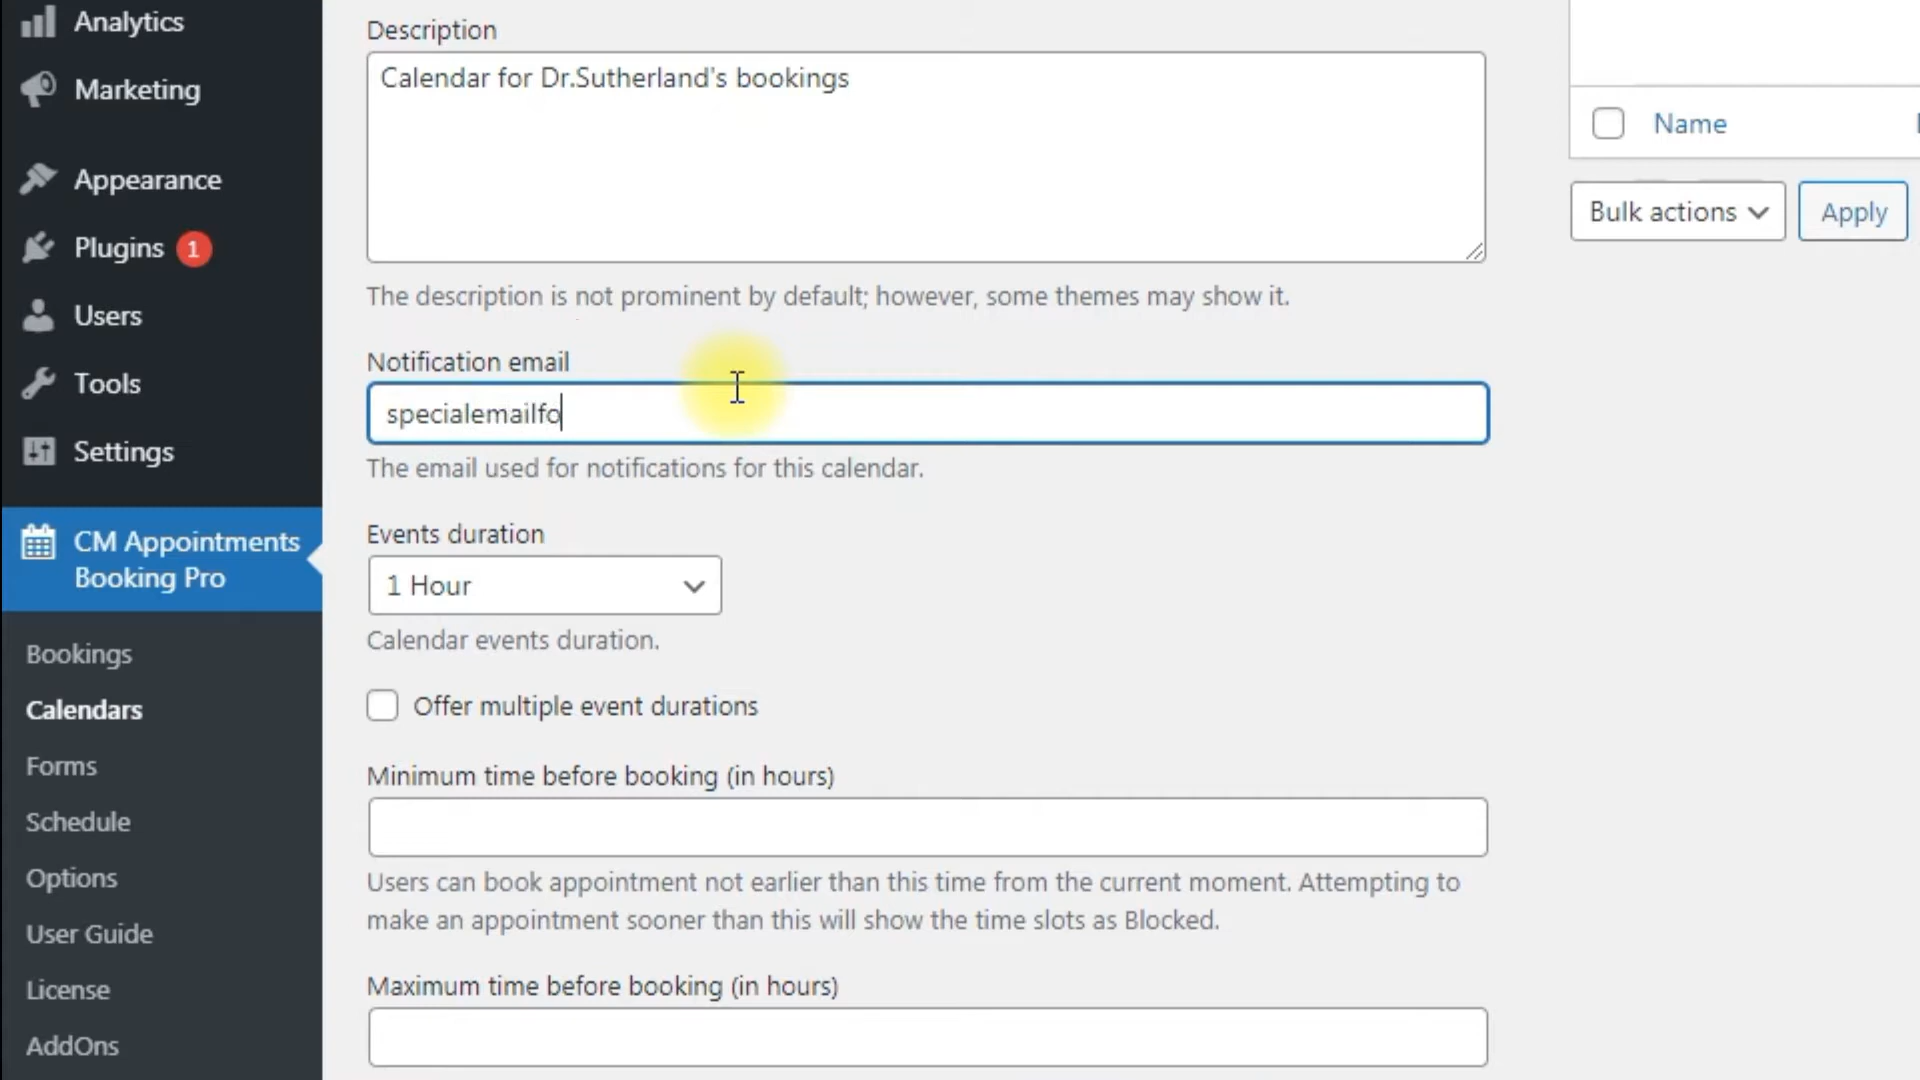 Analytics
Marketing
Appearance
Plugins 1
Users
Tools
Settings
CM Appointments
Booking Pro
Bookings
Calendars
Forms
Schedule
Options
User Guide
License
AddOns
Description
Calendar for Dr.Sutherland's bookings
The description is not prominent by default; however, some themes may show it.
Notification email
specialemailfo
The email used for notifications for this calendar.
Events duration
1 Hour
Calendar events duration.
Offer multiple event durations
Minimum time before booking (in hours)
Users can book appointment not earlier than this time from the current moment. Attempting to
make an appointment sooner than this will show the time slots as Blocked.
Maximum time before booking (in hours)
Name
Bulk actions
Apply